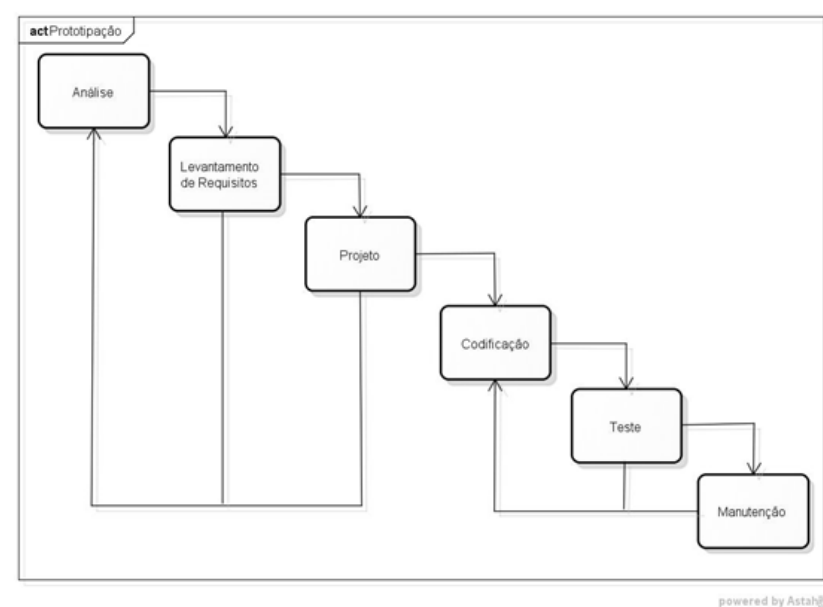 act Prototipação
Análise
Levantamento
de Requisitos
Projeto
Codificação
Teste
Manutenção
powered by Astah